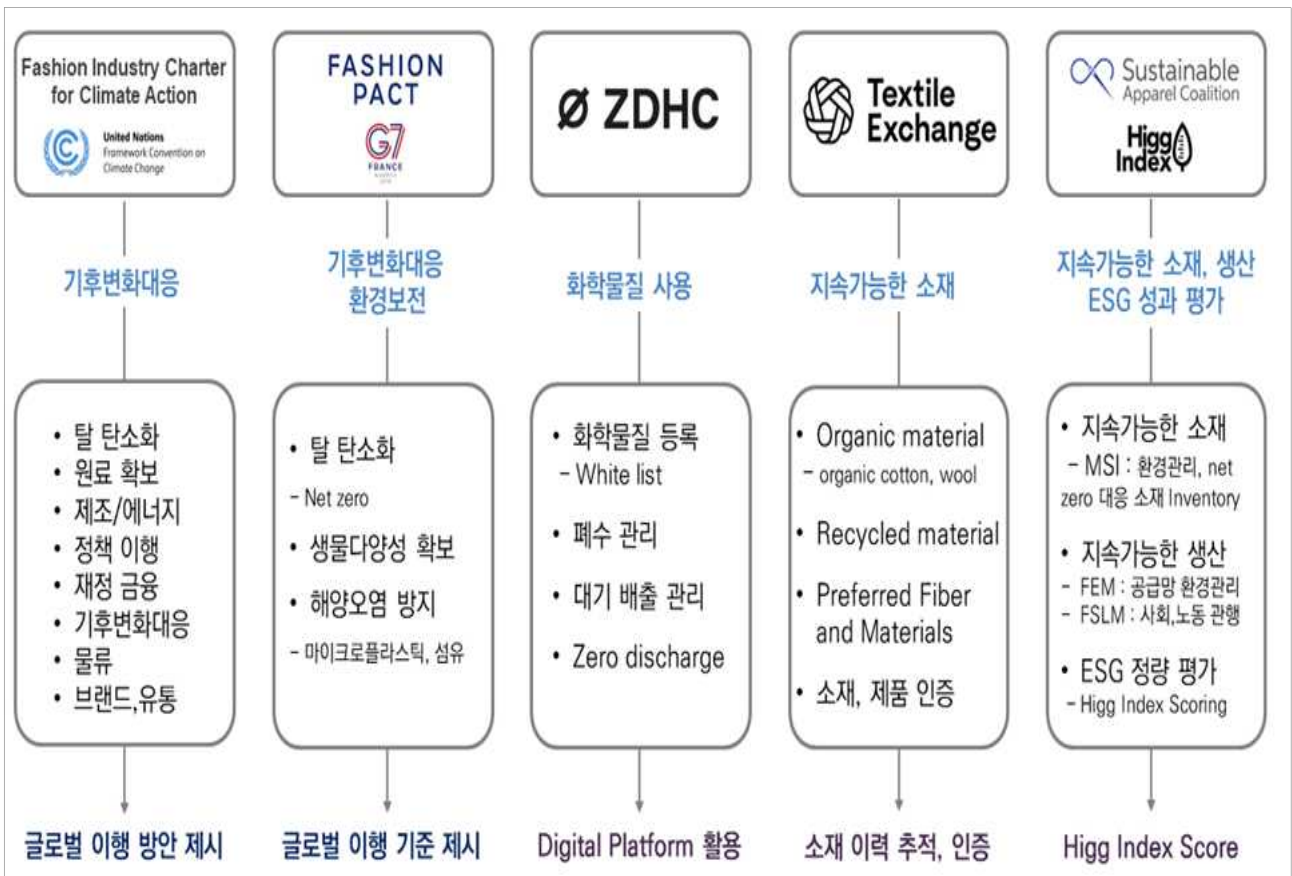 Fashion Industry Charter
for Climate Action
United Nations
Framework Convention on
Climate Change
기후변화대응
• 탈 탄소화
• 원료 확보
• 제조/에너지
• 정책 이행
• 재정 금융
• 기후변화대응
• 물류
• 브랜드,유통
글로벌 이행 방안 제시
FASHION
PACT
G7
FRANCE
기후변화대응
환경보전
• 탈 탄소화
– Net zero
• 생물다양성 확보
• 해양오염 방지
– 마이크로플라스틱, 섬유
글로벌 이행 기준 제시
ZDHC
화학물질 사용
• 화학물질 등록
– White list
• 폐수 관리
• 대기 배출 관리
• Zero discharge
Digital Platform 활용
Textile
Exchange
지속가능한 소재
• Organic material
– organic cotton, wool
• Recycled material
• Preferred Fiber
and Materials
• 소재, 제품 인증
소재 이력 추적, 인증
Sustainable
Apparel Coalition
Higg
Index
지속가능한 소재, 생산
ESG 성과 평가
• 지속가능한 소재
– MSI : 환경관리, net
zero 대응 소재 Inventory
• 지속가능한 생산
– FEM : 공급망 환경관리
– FSLM : 사회,노동 관행
• ESG 정량 평가
– Higg Index Scoring
Higg Index Score